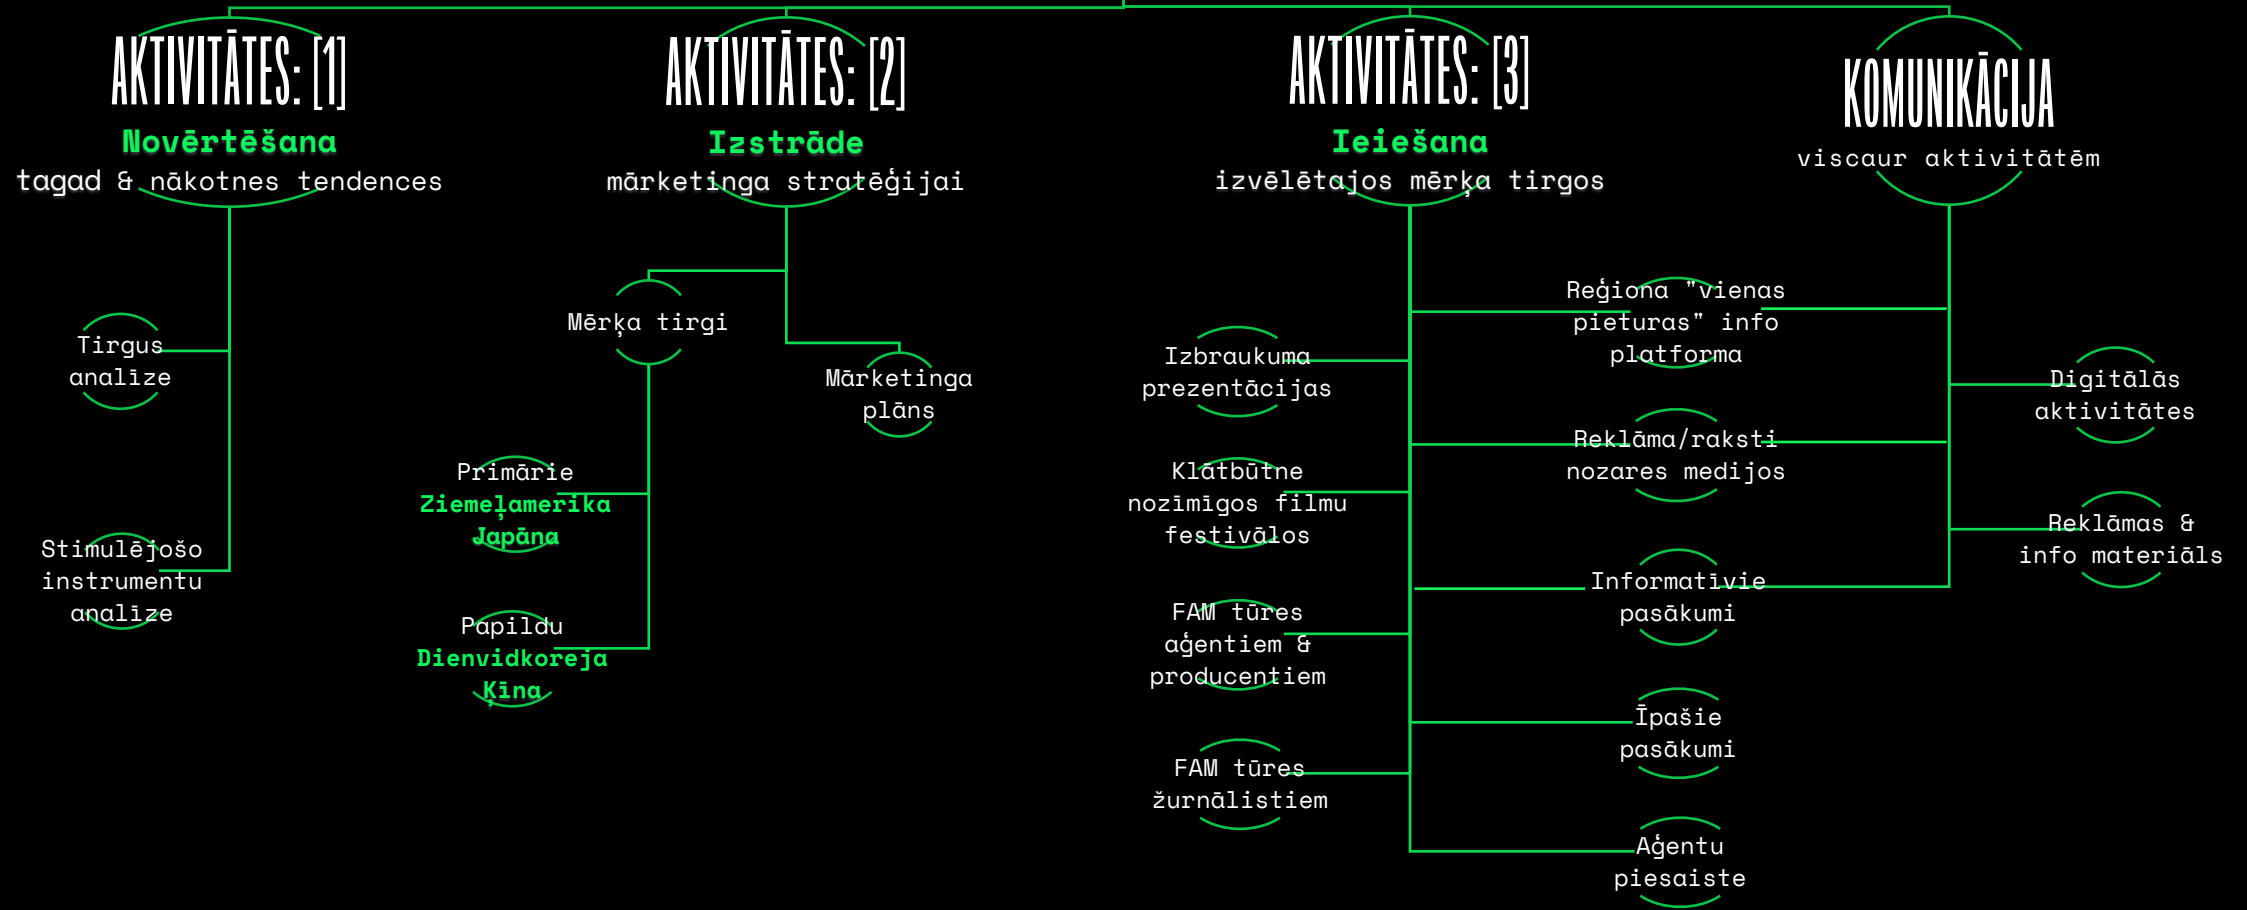 AKTIVITĀTES: [1]
Novērtēšana
tagad & nākotnes tendences
Tirgus
analīze
Stimulējošo
instrumentu
analīze
AKTIVITĀTES: [2]
Izstrāde
mārketinga stratēģijai
Mērķa tirgi
Mārketinga
plāns
Primārie
Ziemeļamerika
Japāna
Papildu
Dienvidkoreja
Ķīna
AKTIVITĀTES: [3]
Ieiešana
izvēlētajos mērķa tirgos
Izbraukuma
prezentācijas
Klātbūtne
nozīmīgos filmu
festivālos
FAM tūres
aģentiem &
producentiem
FAM tūres
žurnālistiem
Reģiona "vienas
pieturas" info
platforma
Reklāma/raksti
nozares medijos
Informatīvie
pasākumi
Īpašie
pasākumi
Aģentu
piesaiste
KOMUNIKĀCIJA
viscaur aktivitātēm
Digitālās
aktivitātes
Reklāmas &
info materiāls